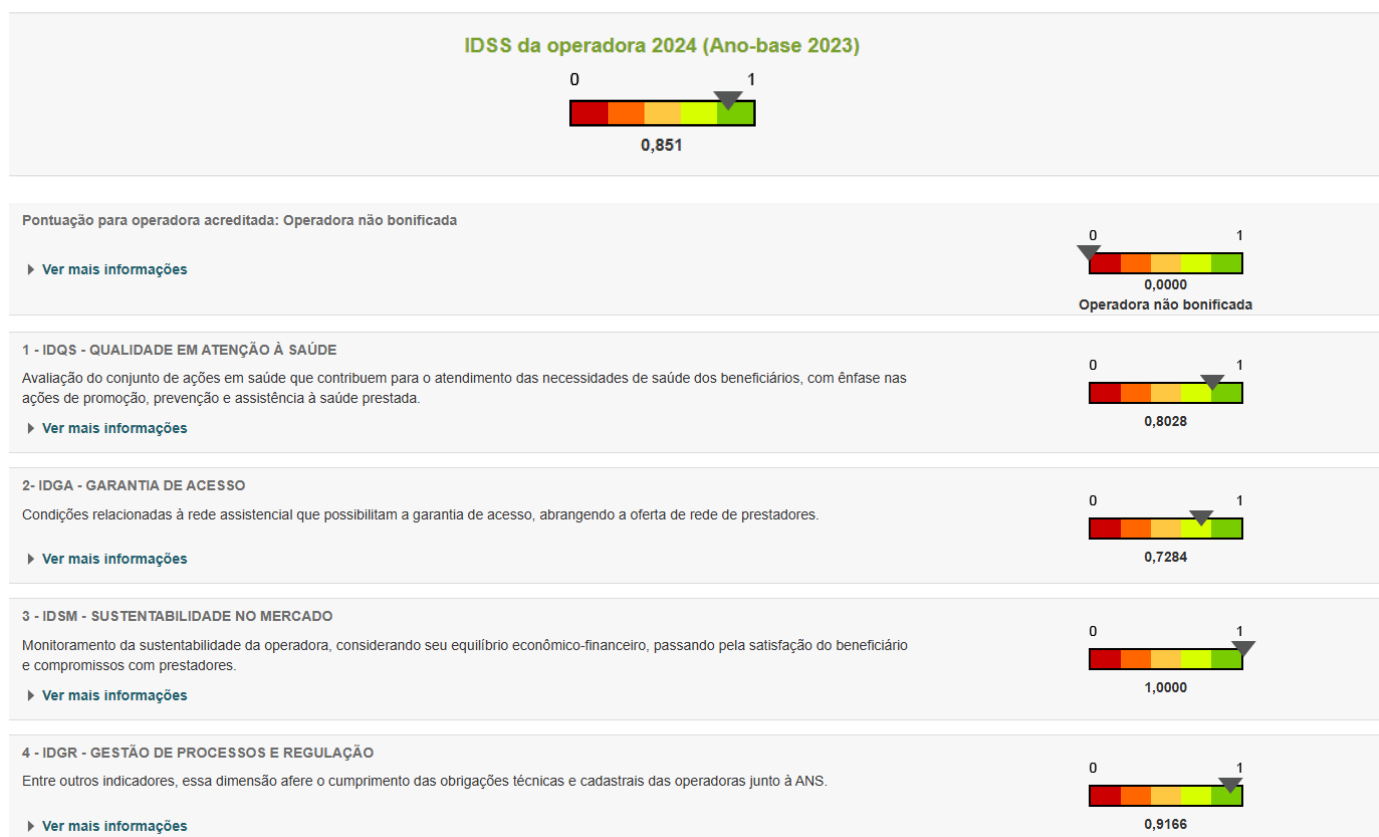 IDSS da operadora 2024 (Ano-base 2023)
0 1
0,851
Pontuação para operadora acreditada: Operadora não bonificada
Ver mais informações
0 1
0,0000
Operadora não bonificada
1 - IDQS - QUALIDADE EM ATENÇÃO À SAÚDE
Avaliação do conjunto de ações em saúde que contribuem para o atendimento das necessidades de saúde dos beneficiários, com ênfase nas
ações de promoção, prevenção e assistência à saúde prestada.
Ver mais informações
0 1
0,8028
2- IDGA - GARANTIA DE ACESSO
Condições relacionadas à rede assistencial que possibilitam a garantia de acesso, abrangendo a oferta de rede de prestadores.
Ver mais informações
0 1
0,7284
3 - IDSM - SUSTENTABILIDADE NO MERCADO
Monitoramento da sustentabilidade da operadora, considerando seu equilíbrio econômico-financeiro, passando pela satisfação do beneficiário
e compromissos com prestadores.
Ver mais informações
0 1
1,0000
4 - IDGR - GESTÃO DE PROCESSOS E REGULAÇÃO
Entre outros indicadores, essa dimensão afere o cumprimento das obrigações técnicas e cadastrais das operadoras junto à ANS.
Ver mais informações
0 1
0,9166